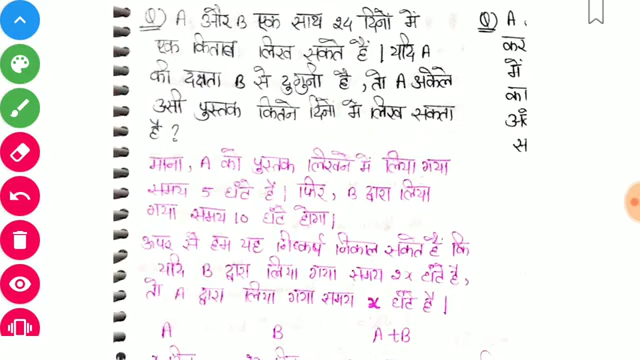 Q) A और B एक साथ 24 दिनों में
एक किताब लिख सकते हैं | यदि A
की दक्षता B से दुगुनी है, तो A अकेले
उसी पुस्तक कितने दिनों में लिख सकता
है ?
माना, A को पुस्तक लिखने में लिया गया
समय 5 घंटे हैं | फिर, B द्वारा लिया
गया समय 10 घंटे होगा |
ऊपर से हम यह निष्कर्ष निकाल सकते हैं कि
यदि B द्वारा लिया गया समय 2x घंटे है,
तो A द्वारा लिया गया समय x घंटे है |
A B A+B
Q) A
कर
में
का
स